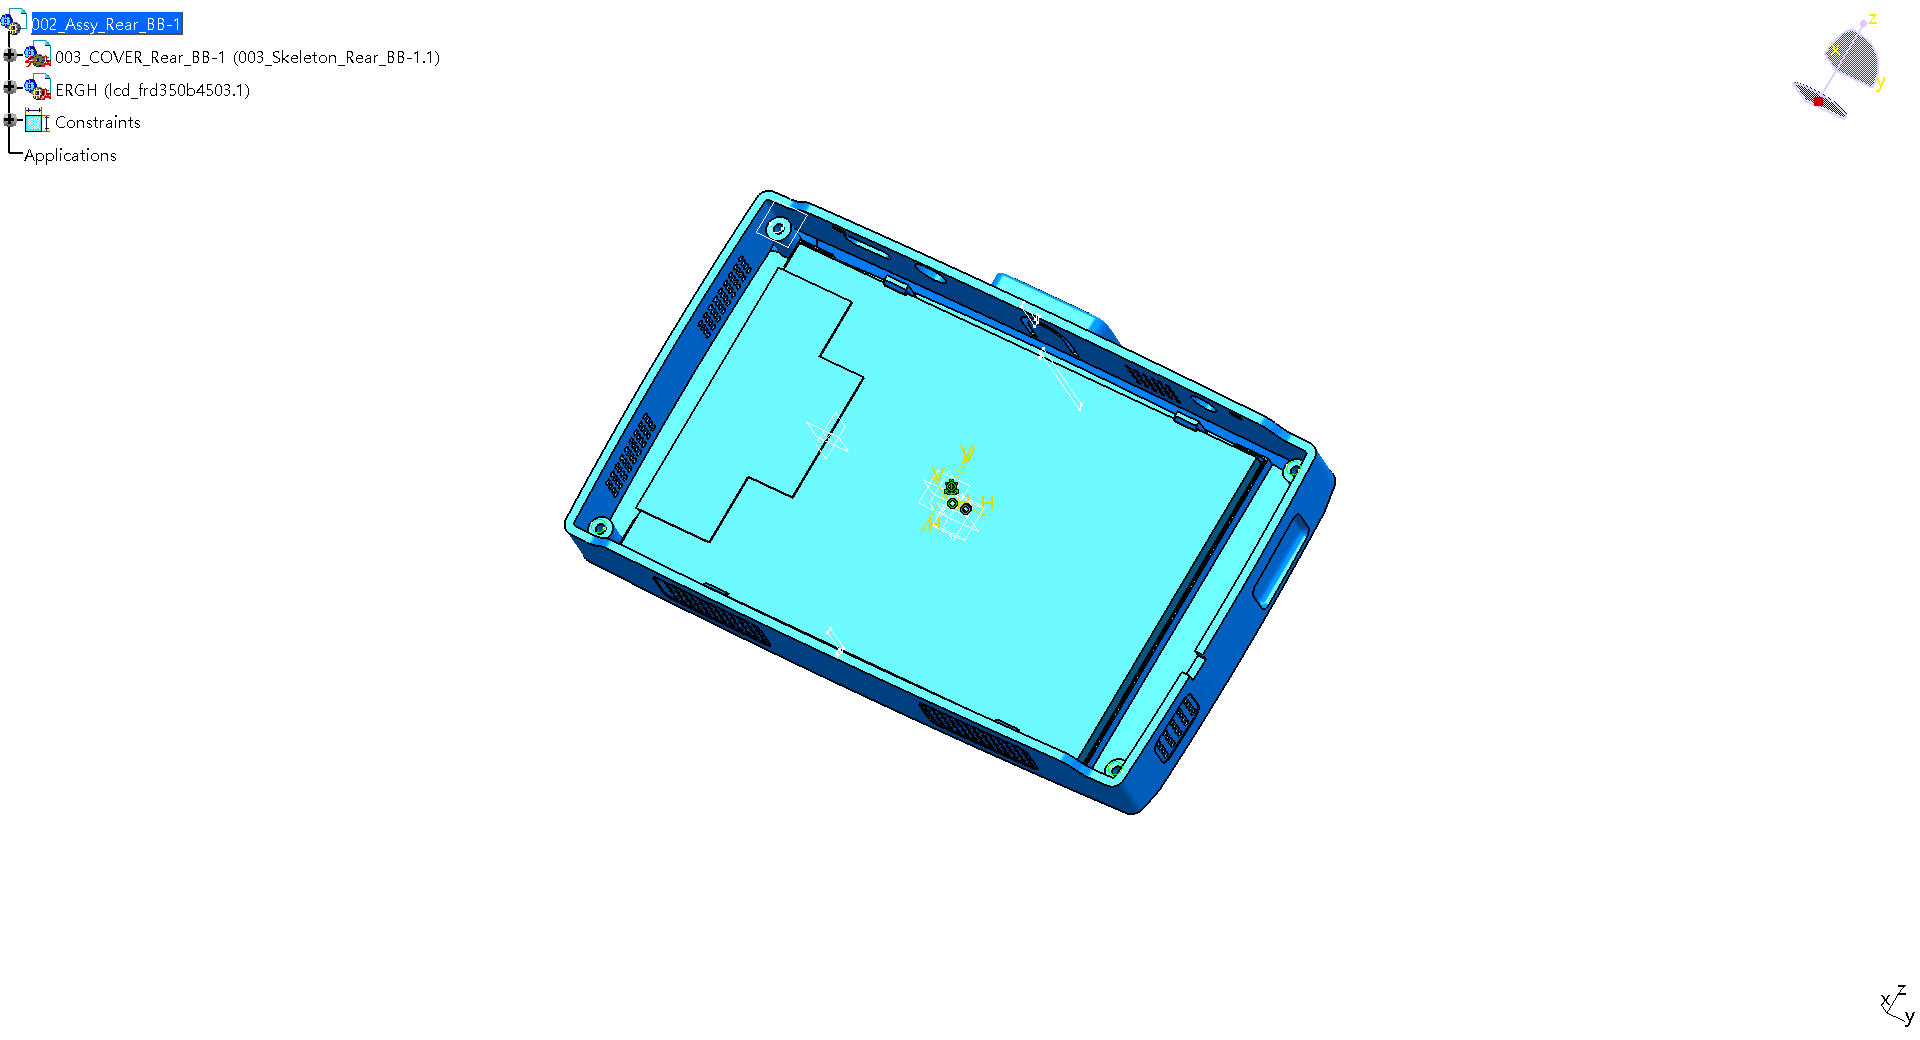 002_Assy_Rear_BB-1
003_COVER_Rear_BB-1 (003_Skeleton_Rear_BB-1.1)
ERGH (lcd_frd350b4503.1)
Constraints
Applications
z
y
V
V
H
H
z
x
y